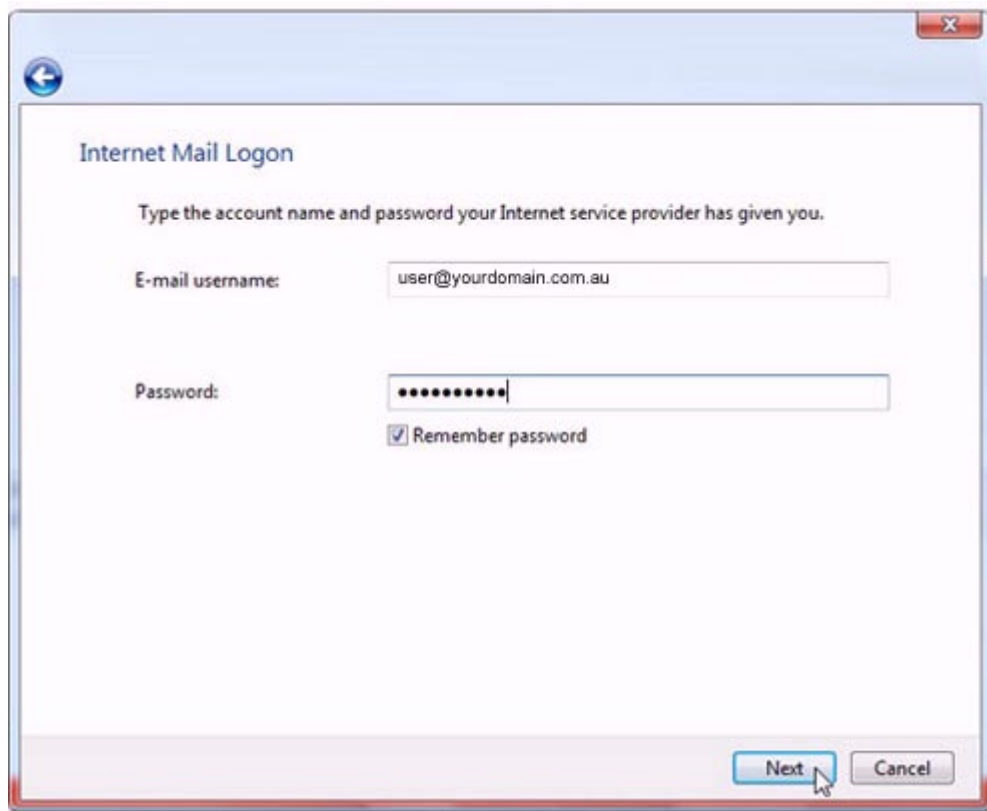 Internet Mail Logon
Type the account name and password your Internet service provider has given you.
E-mail username: user@yourdomain.com.au
Password: ••••••••••
Remember password
Next Cancel